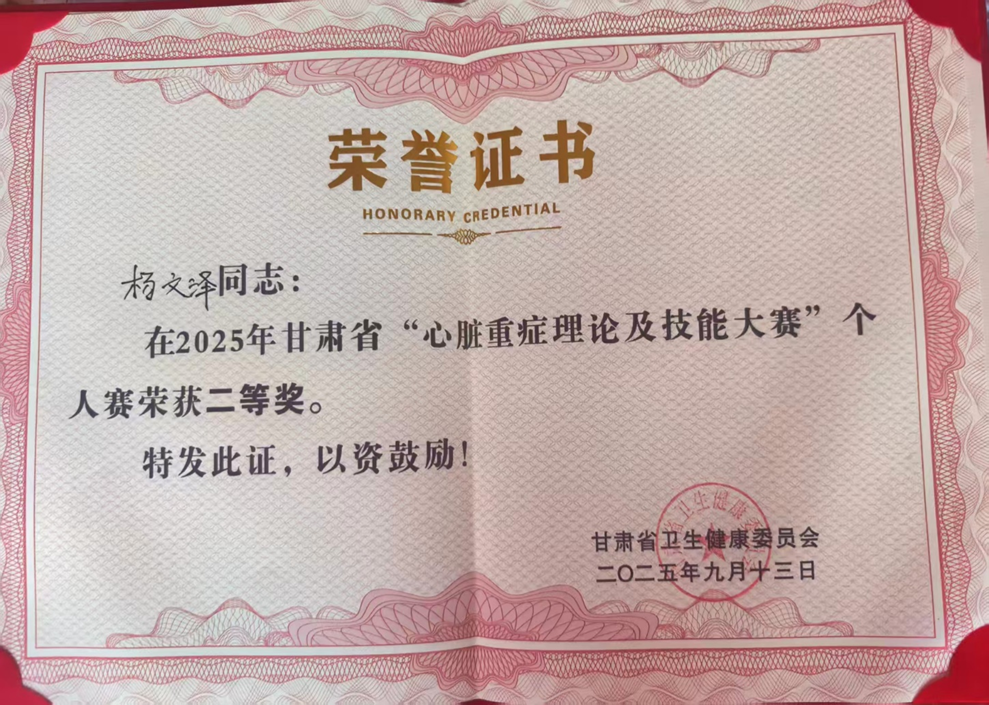 荣誉证书
HONORARY CREDENTIAL
杨文泽同志：
在2025年甘肃省“心脏重症理论及技能大赛”个
人赛荣获二等奖。
特发此证，以资鼓励！
甘肃省卫生健康委员会
二〇二五年九月十三日